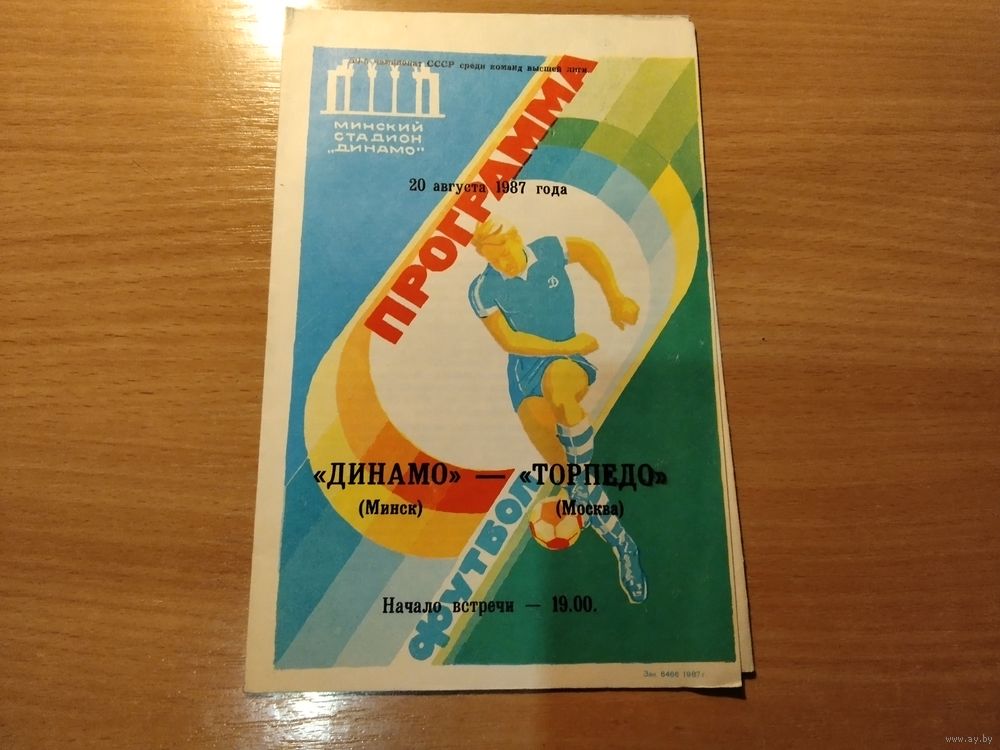 чемпионат СССР среди команд высшей лиги
МИНСКИЙ
СТАДИОН
„ДИНАМО"
ПРОГРАММА
20 августа 1987 года
Д
«ДИНАМО» — «ТОРПЕДО»
(Минск) (Москва)
ФУТБОЛ
Начало встречи — 19.00.
Зак. 6466 1987 г.
www.ay.by